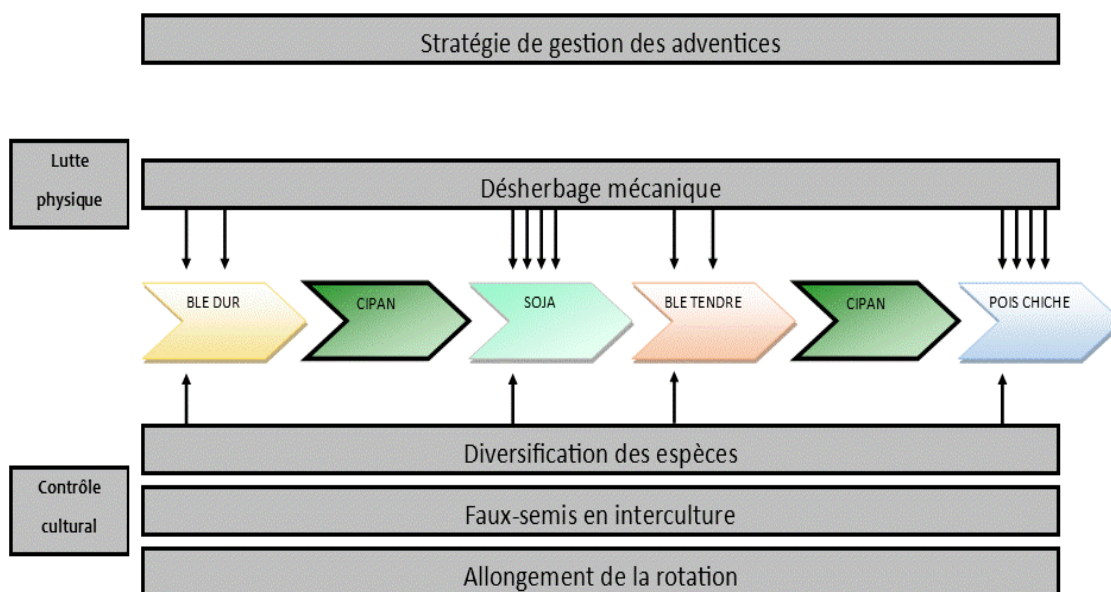 Stratégie de gestion des adventices
Lutte
physique
Désherbage mécanique
BLE DUR
CIPAN
SOJA
BLE TENDRE
CIPAN
POIS CHICHE
Diversification des espèces
Contrôle
cultural
Faux-semis en interculture
Allongement de la rotation